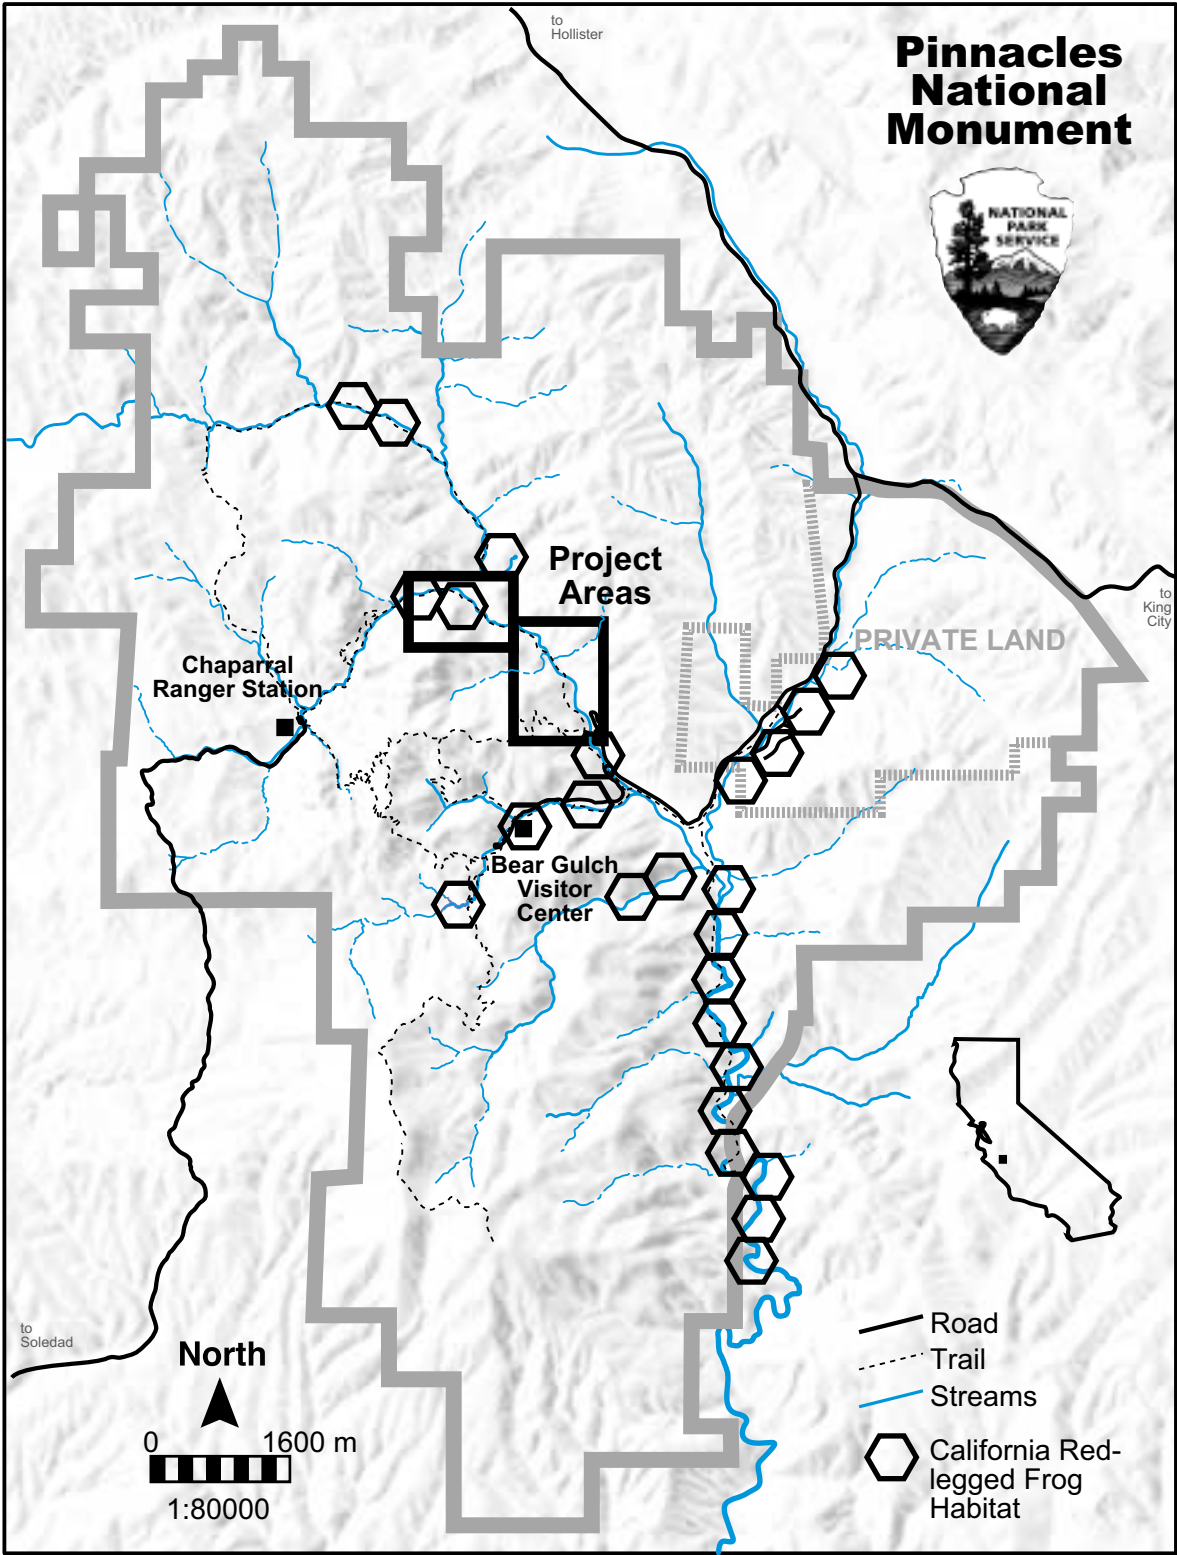 to
Hollister
Pinnacles
National
Monument
NATIONAL
PARK
SERVICE
Project
Areas
to
King
City
PRIVATE LAND
Chaparral
Ranger Station
Bear Gulch
Visitor
Center
to
Soledad
North
0 1600 m
1:80000
Road
Trail
Streams
California Red-
legged Frog
Habitat